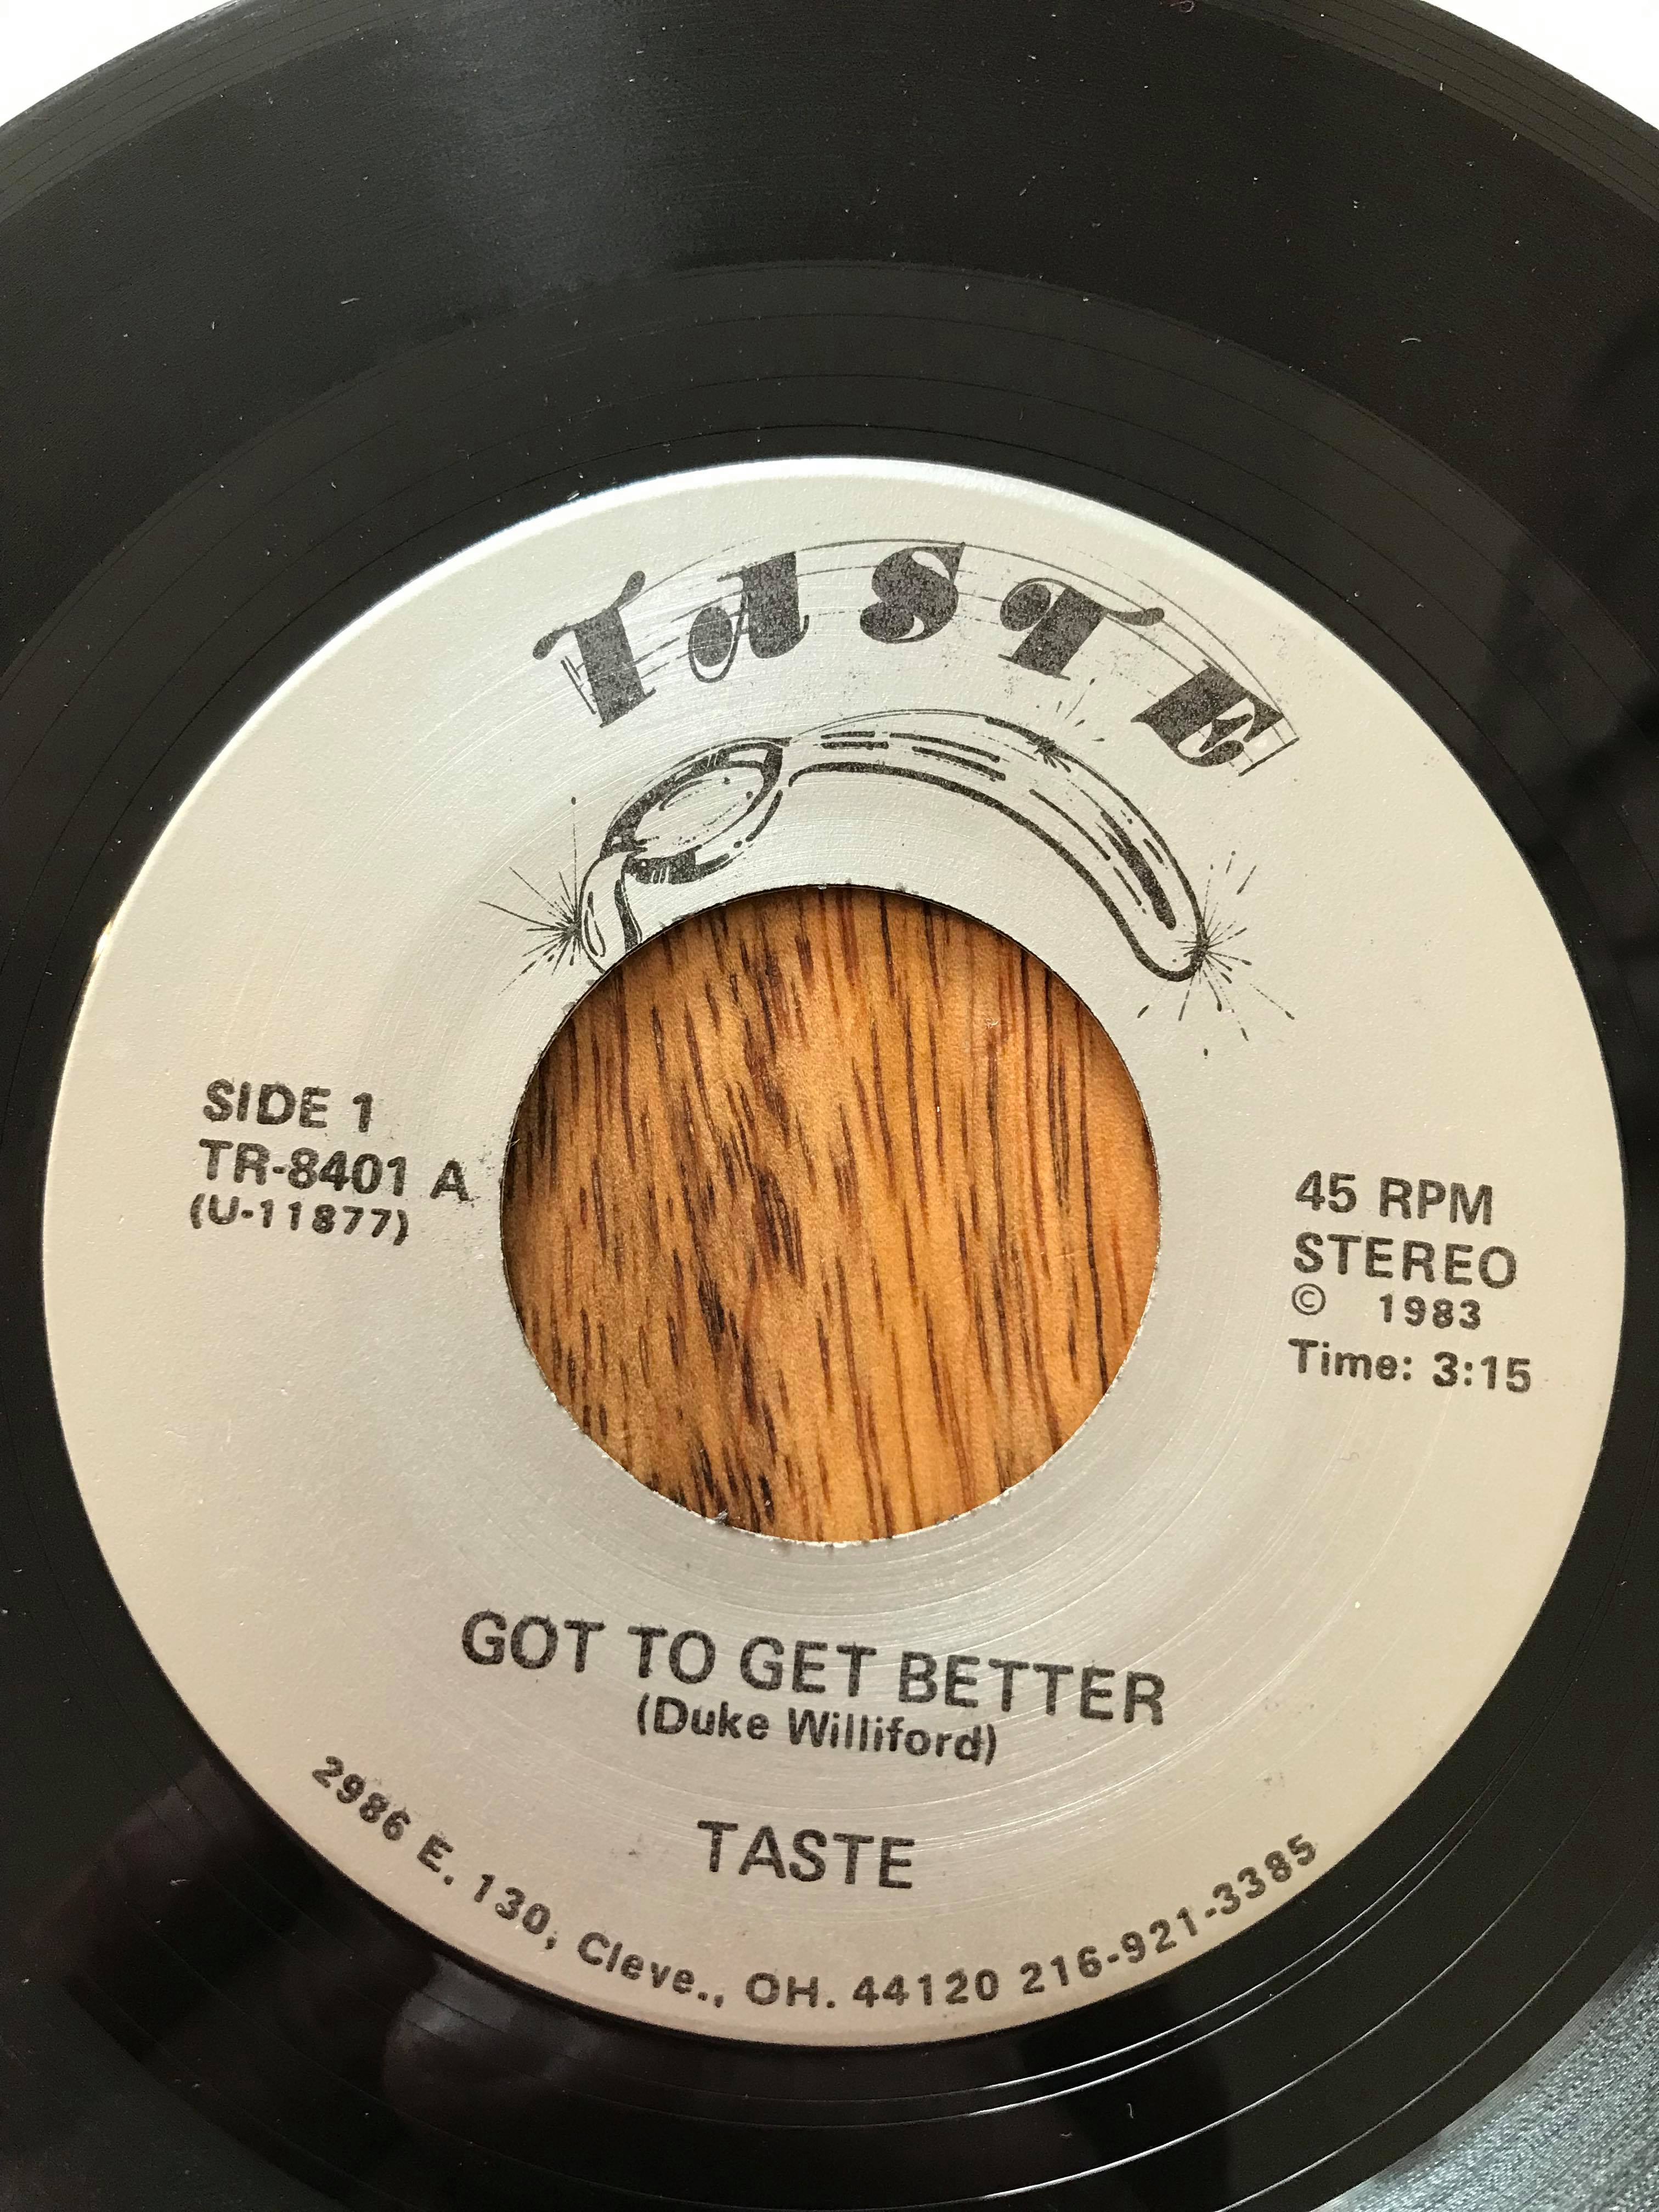 TASTE
SIDE 1
TR-8401 A
(U-11877)
45 RPM
STEREO
© 1983
Time: 3:15
GOT TO GET BETTER
(Duke Williford)
TASTE
2986 E. 130, Cleve., OH. 44120 216-921-3385